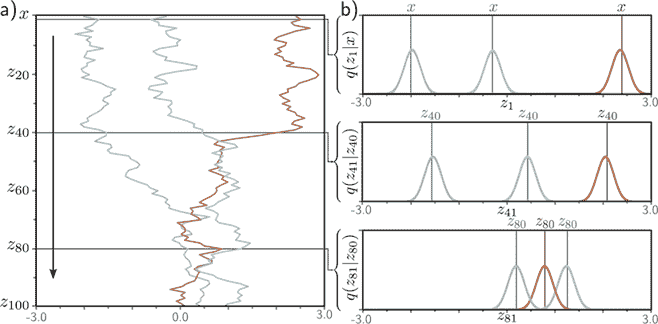 a)
x
z20
z40
z60
z80
z100
-3.0 0.0 3.0
b)
x x x
q(z1|x)
-3.0 z1 3.0
z40 z40 z40
q(z41|z40)
-3.0 z41 3.0
z80 z80 z80
q(z81|z80)
-3.0 z81 3.0